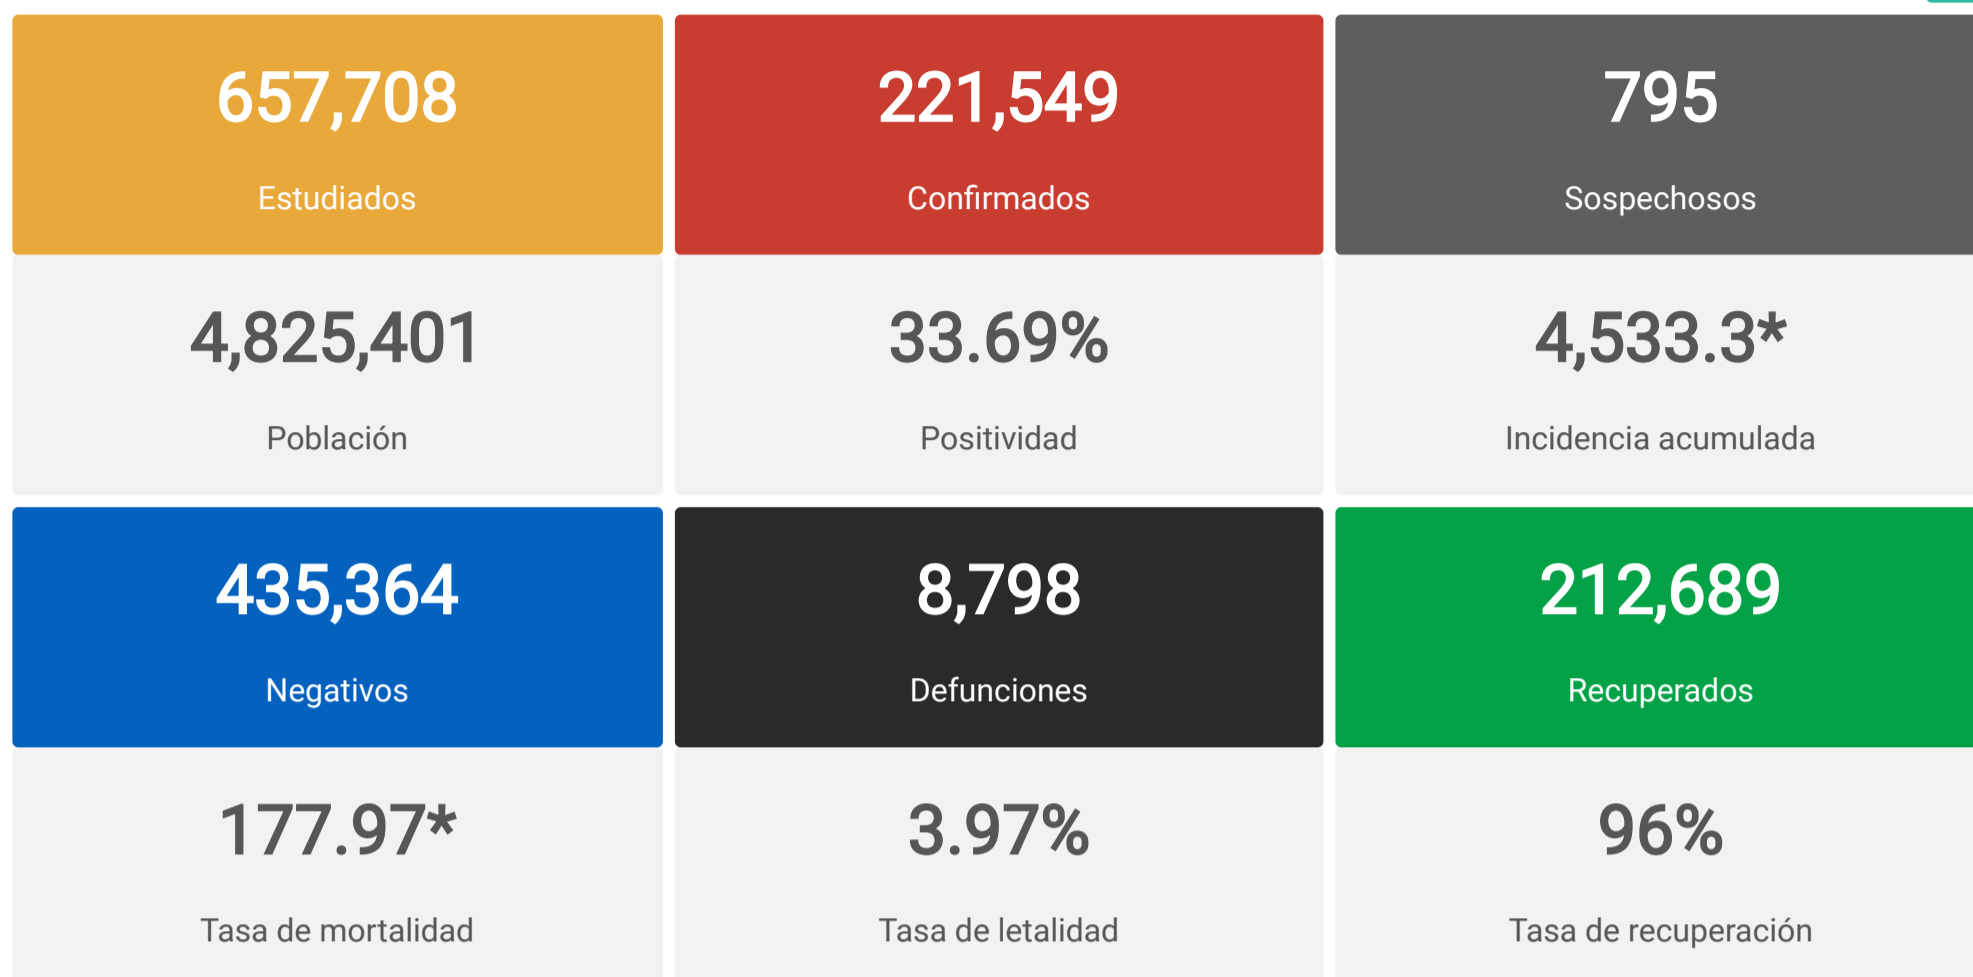 657,708
Estudiados
221,549
Confirmados
795
Sospechosos
4,825,401
Población
33.69%
Positividad
4,533.3*
Incidencia acumulada
435,364
Negativos
8,798
Defunciones
212,689
Recuperados
177.97*
Tasa de mortalidad
3.97%
Tasa de letalidad
96%
Tasa de recuperación